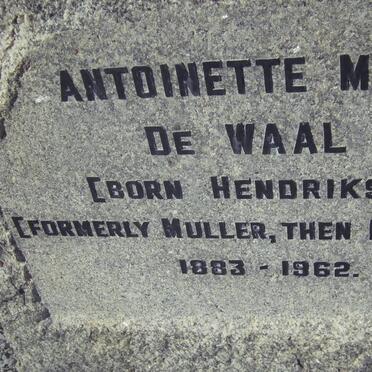 ANTOINETTE M
DE WAAL
[BORN HENDRIKS
[FORMERLY MULLER, THEN
1883 - 1962.